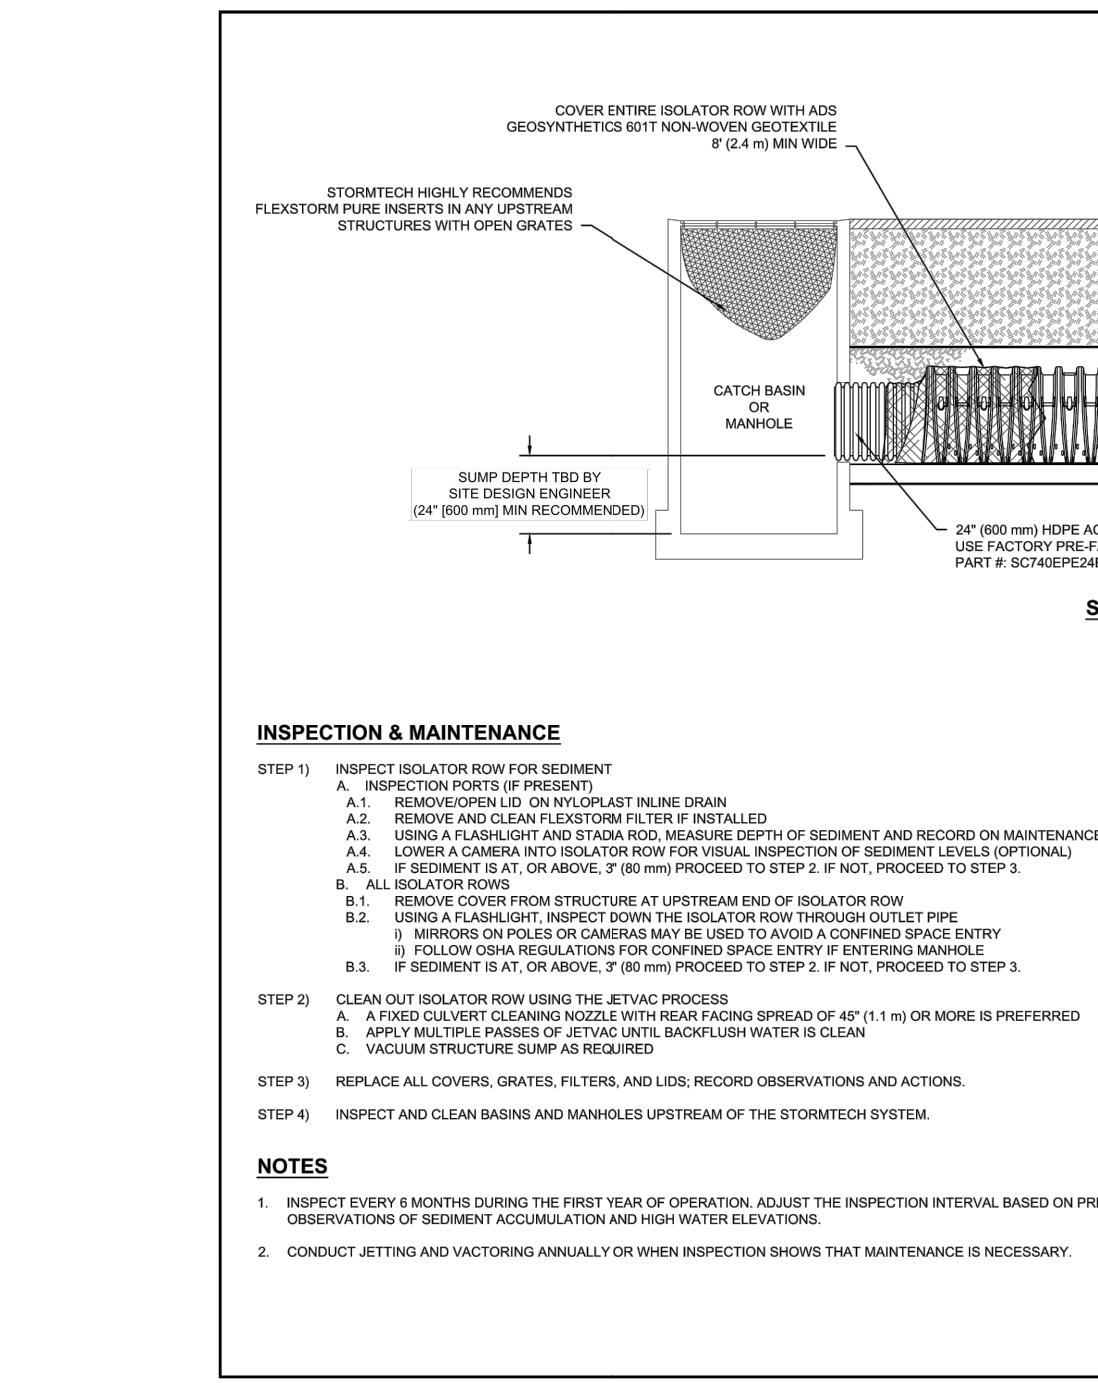 COVER ENTIRE ISOLATOR ROW WITH ADS
GEOSYNTHETICS 601T NON-WOVEN GEOTEXTILE
8' (2.4 m) MIN WIDE
STORMTECH HIGHLY RECOMMENDS
FLEXSTORM PURE INSERTS IN ANY UPSTREAM
STRUCTURES WITH OPEN GRATES
CATCH BASIN
OR
MANHOLE
SUMP DEPTH TBD BY
SITE DESIGN ENGINEER
(24" [600 mm] MIN RECOMMENDED)
24" (600 mm) HDPE AC
USE FACTORY PRE-F
PART #: SC740EPE24
S
INSPECTION & MAINTENANCE
STEP 1) INSPECT ISOLATOR ROW FOR SEDIMENT
A. INSPECTION PORTS (IF PRESENT)
A.1. REMOVE/OPEN LID ON NYLOPLAST INLINE DRAIN
A.2. REMOVE AND CLEAN FLEXSTORM FILTER IF INSTALLED
A.3. USING A FLASHLIGHT AND STADIA ROD, MEASURE DEPTH OF SEDIMENT AND RECORD ON MAINTENANCE
A.4. LOWER A CAMERA INTO ISOLATOR ROW FOR VISUAL INSPECTION OF SEDIMENT LEVELS (OPTIONAL)
A.5. IF SEDIMENT IS AT, OR ABOVE, 3" (80 mm) PROCEED TO STEP 2. IF NOT, PROCEED TO STEP 3.
B. ALL ISOLATOR ROWS
B.1. REMOVE COVER FROM STRUCTURE AT UPSTREAM END OF ISOLATOR ROW
B.2. USING A FLASHLIGHT, INSPECT DOWN THE ISOLATOR ROW THROUGH OUTLET PIPE
i) MIRRORS ON POLES OR CAMERAS MAY BE USED TO AVOID A CONFINED SPACE ENTRY
ii) FOLLOW OSHA REGULATIONS FOR CONFINED SPACE ENTRY IF ENTERING MANHOLE
B.3. IF SEDIMENT IS AT, OR ABOVE, 3" (80 mm) PROCEED TO STEP 2. IF NOT, PROCEED TO STEP 3.
STEP 2) CLEAN OUT ISOLATOR ROW USING THE JETVAC PROCESS
A. A FIXED CULVERT CLEANING NOZZLE WITH REAR FACING SPREAD OF 45" (1.1 m) OR MORE IS PREFERRED
B. APPLY MULTIPLE PASSES OF JETVAC UNTIL BACKFLUSH WATER IS CLEAN
C. VACUUM STRUCTURE SUMP AS REQUIRED
STEP 3) REPLACE ALL COVERS, GRATES, FILTERS, AND LIDS; RECORD OBSERVATIONS AND ACTIONS.
STEP 4) INSPECT AND CLEAN BASINS AND MANHOLES UPSTREAM OF THE STORMTECH SYSTEM.
NOTES
1. INSPECT EVERY 6 MONTHS DURING THE FIRST YEAR OF OPERATION. ADJUST THE INSPECTION INTERVAL BASED ON PR
OBSERVATIONS OF SEDIMENT ACCUMULATION AND HIGH WATER ELEVATIONS.
2. CONDUCT JETTING AND VACTORING ANNUALLY OR WHEN INSPECTION SHOWS THAT MAINTENANCE IS NECESSARY.